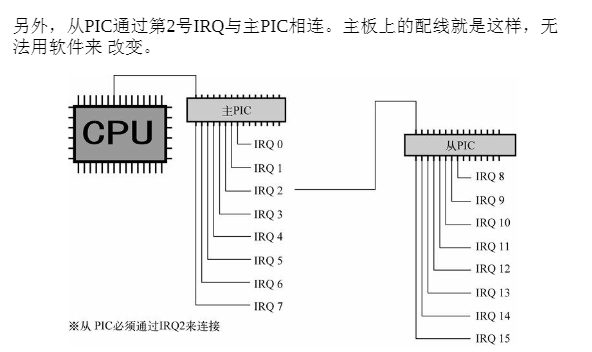 另外，从PIC通过第2号IRQ与主PIC相连。主板上的配线就是这样，无
法用软件来 改变。
CPU
主PIC
IRQ 0
IRQ 1
IRQ 2
IRQ 3
IRQ 4
IRQ 5
IRQ 6
IRQ 7
从PIC
IRQ 8
IRQ 9
IRQ 10
IRQ 11
IRQ 12
IRQ 13
IRQ 14
IRQ 15
※从 PIC必须通过IRQ2来连接